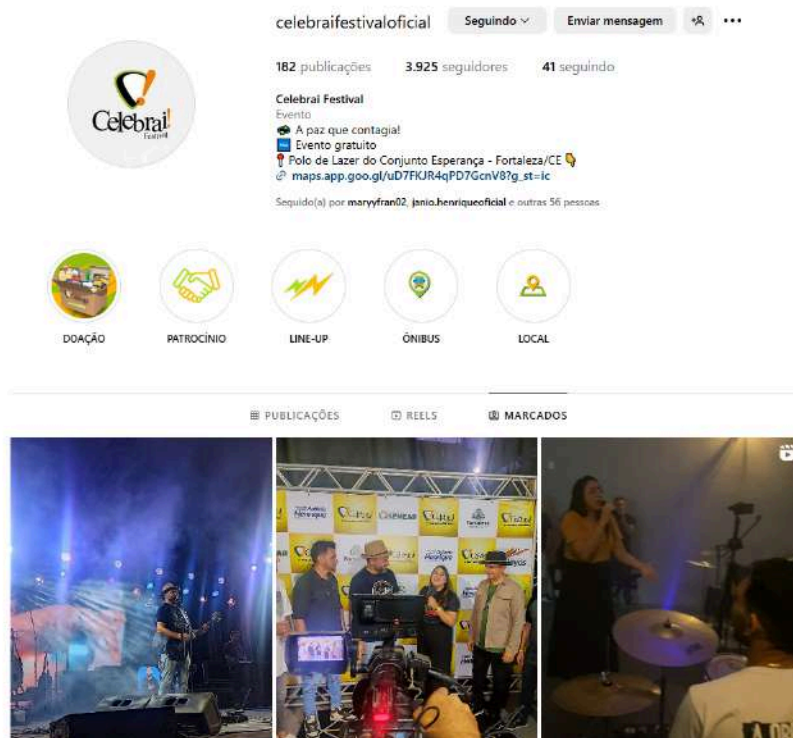 celebraifestivaloficial Seguindo Enviar mensagem
182 publicações 3.925 seguidores 41 seguindo
Celebrai!
Festival
Celebrai Festival
Evento
A paz que contagia!
Evento gratuito
Polo de Lazer do Conjunto Esperança - Fortaleza/CE
maps.app.goo.gl/uD7FKJR4qPD7GcnV8?g_st=ic
Seguido(a) por maryyfran02, janio.henriqueoficial e outras 56 pessoas
DOAÇÃO PATROCÍNIO LINE-UP ÔNIBUS LOCAL
PUBLICAÇÕES REELS MARCADOS